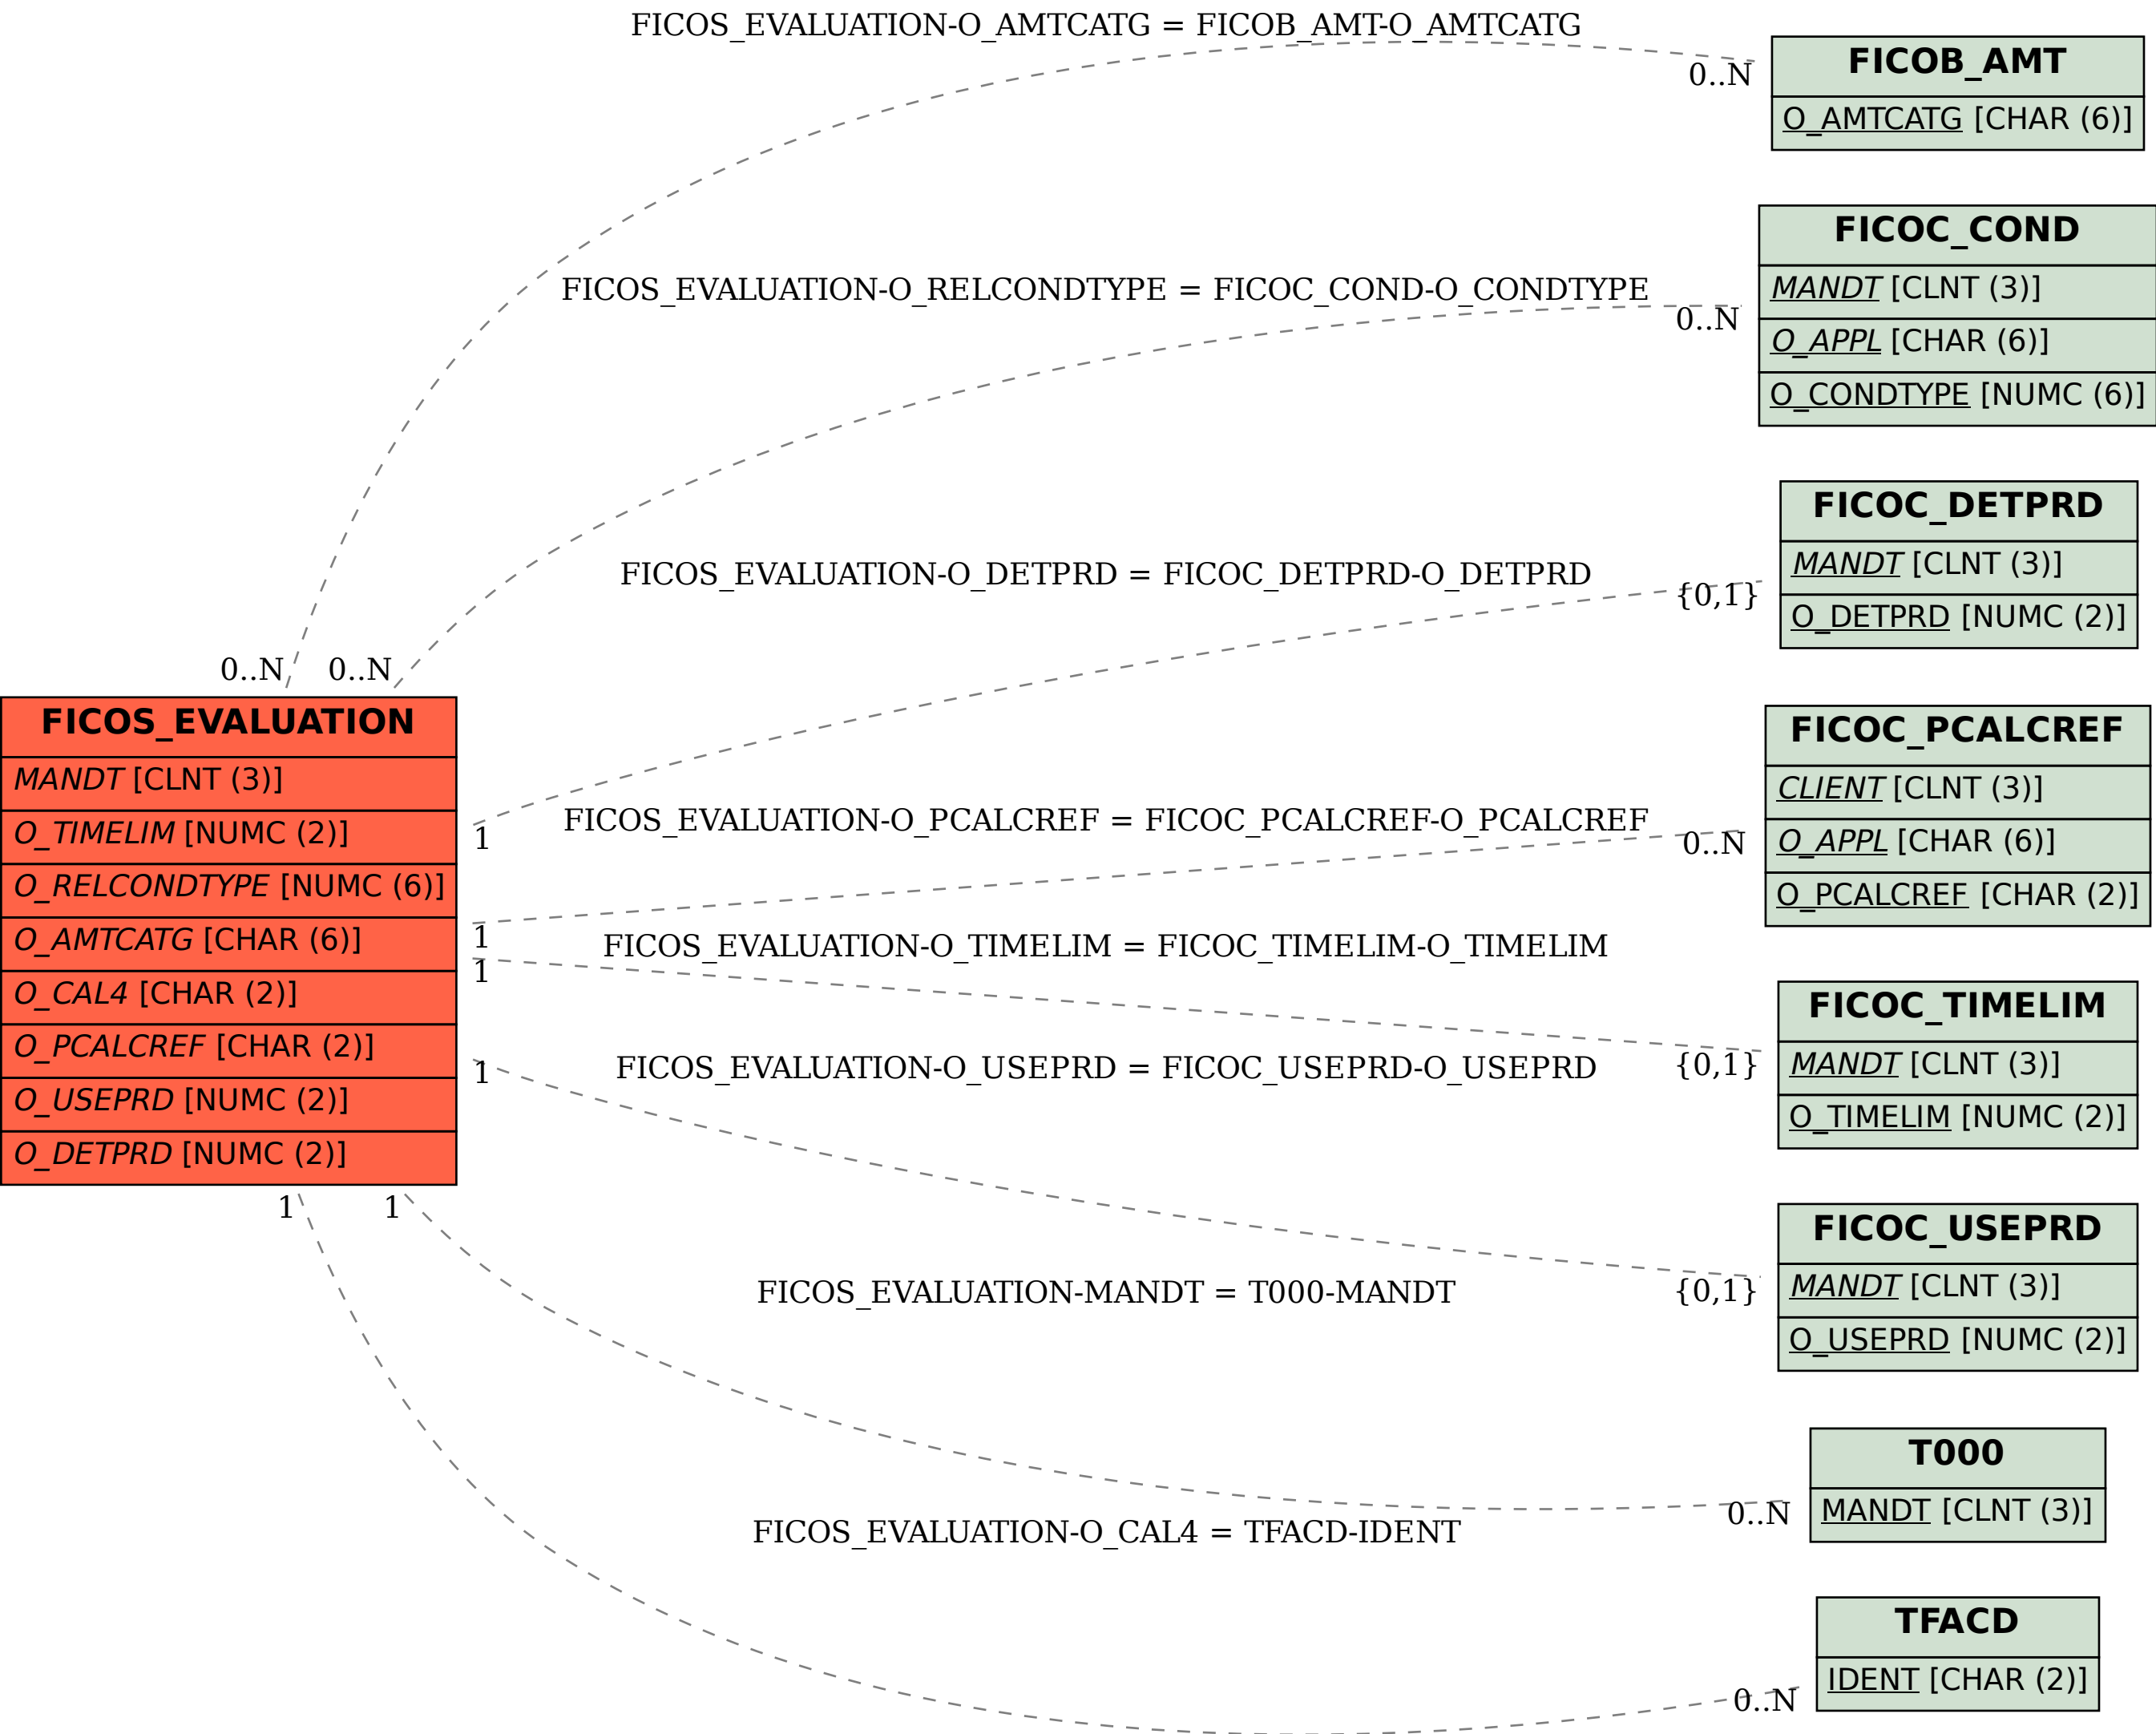 FICOS_EVALUATION-O_AMTCATG = FICOB_AMT-O_AMTCATG
0..N
FICOB_AMT
O_AMTCATG [CHAR (6)]
FICOC_COND
MANDT [CLNT (3)]
O_APPL [CHAR (6)]
O_CONDTYPE [NUMC (6)]
FICOS_EVALUATION-O_RELCONDTYPE = FICOC_COND-O_CONDTYPE
0..N
FICOC_DETPRD
MANDT [CLNT (3)]
O_DETPRD [NUMC (2)]
FICOS_EVALUATION-O_DETPRD = FICOC_DETPRD-O_DETPRD
{0,1}
0..N
0..N
FICOS_EVALUATION
MANDT [CLNT (3)]
O_TIMELIM [NUMC (2)]
O_RELCONDTYPE [NUMC (6)]
O_AMTCATG [CHAR (6)]
O_CAL4 [CHAR (2)]
O_PCALCREF [CHAR (2)]
O_USEPRD [NUMC (2)]
O_DETPRD [NUMC (2)]
1
FICOS_EVALUATION-O_PCALCREF = FICOC_PCALCREF-O_PCALCREF
0..N
FICOC_PCALCREF
CLIENT [CLNT (3)]
O_APPL [CHAR (6)]
O_PCALCREF [CHAR (2)]
1
FICOS_EVALUATION-O_TIMELIM = FICOC_TIMELIM-O_TIMELIM
1
{0,1}
FICOC_TIMELIM
MANDT [CLNT (3)]
O_TIMELIM [NUMC (2)]
FICOS_EVALUATION-O_USEPRD = FICOC_USEPRD-O_USEPRD
1
{0,1}
FICOC_USEPRD
MANDT [CLNT (3)]
O_USEPRD [NUMC (2)]
1
1
FICOS_EVALUATION-MANDT = T000-MANDT
0..N
T000
MANDT [CLNT (3)]
FICOS_EVALUATION-O_CAL4 = TFACD-IDENT
0..N
TFACD
IDENT [CHAR (2)]